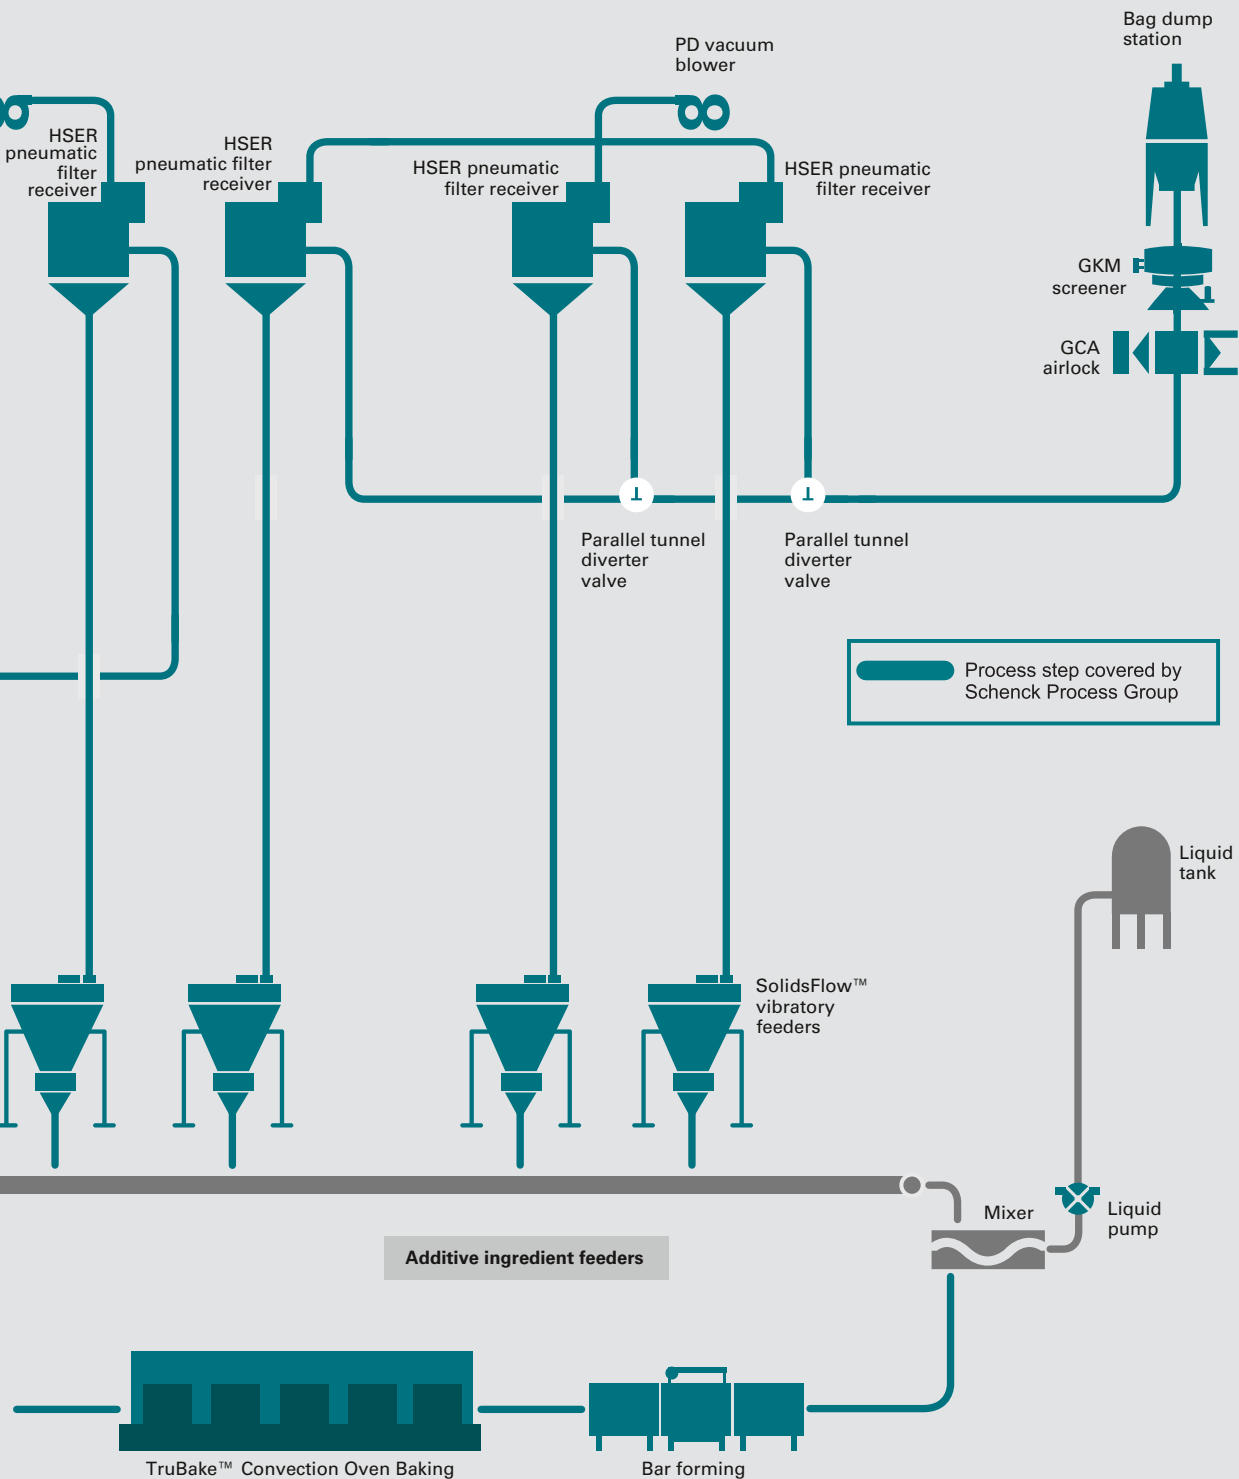 Bag dump
station
PD vacuum
blower
HSER
pneumatic
filter
receiver
HSER
pneumatic filter
receiver
HSER pneumatic
filter receiver
HSER pneumatic
filter receiver
GKM
screener
GCA
airlock
Parallel tunnel
diverter
valve
Parallel tunnel
diverter
valve
Process step covered by
Schenck Process Group
Liquid
tank
SolidsFlow™
vibratory
feeders
Mixer
Liquid
pump
Additive ingredient feeders
TruBake™ Convection Oven Baking
Bar forming